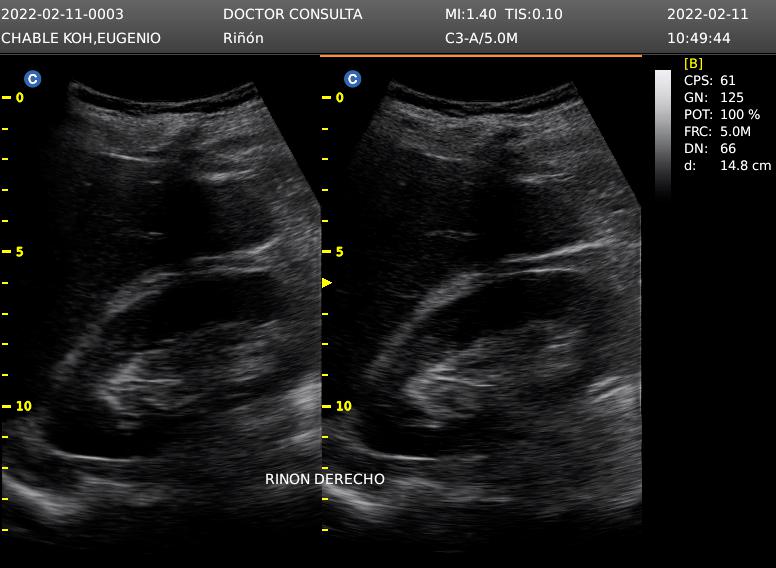 2022-02-11-0003 DOCTOR CONSULTA MI:1.40 TIS:0.10 2022-02-11
CHABLE KOH,EUGENIO Riñón C3-A/5.0M 10:49:44
C C
[B]
CPS: 61
GN: 125
POT: 100 %
FRC: 5.0M
DN: 66
d: 14.8 cm
0 0
5 5
10 10
RINON DERECHO